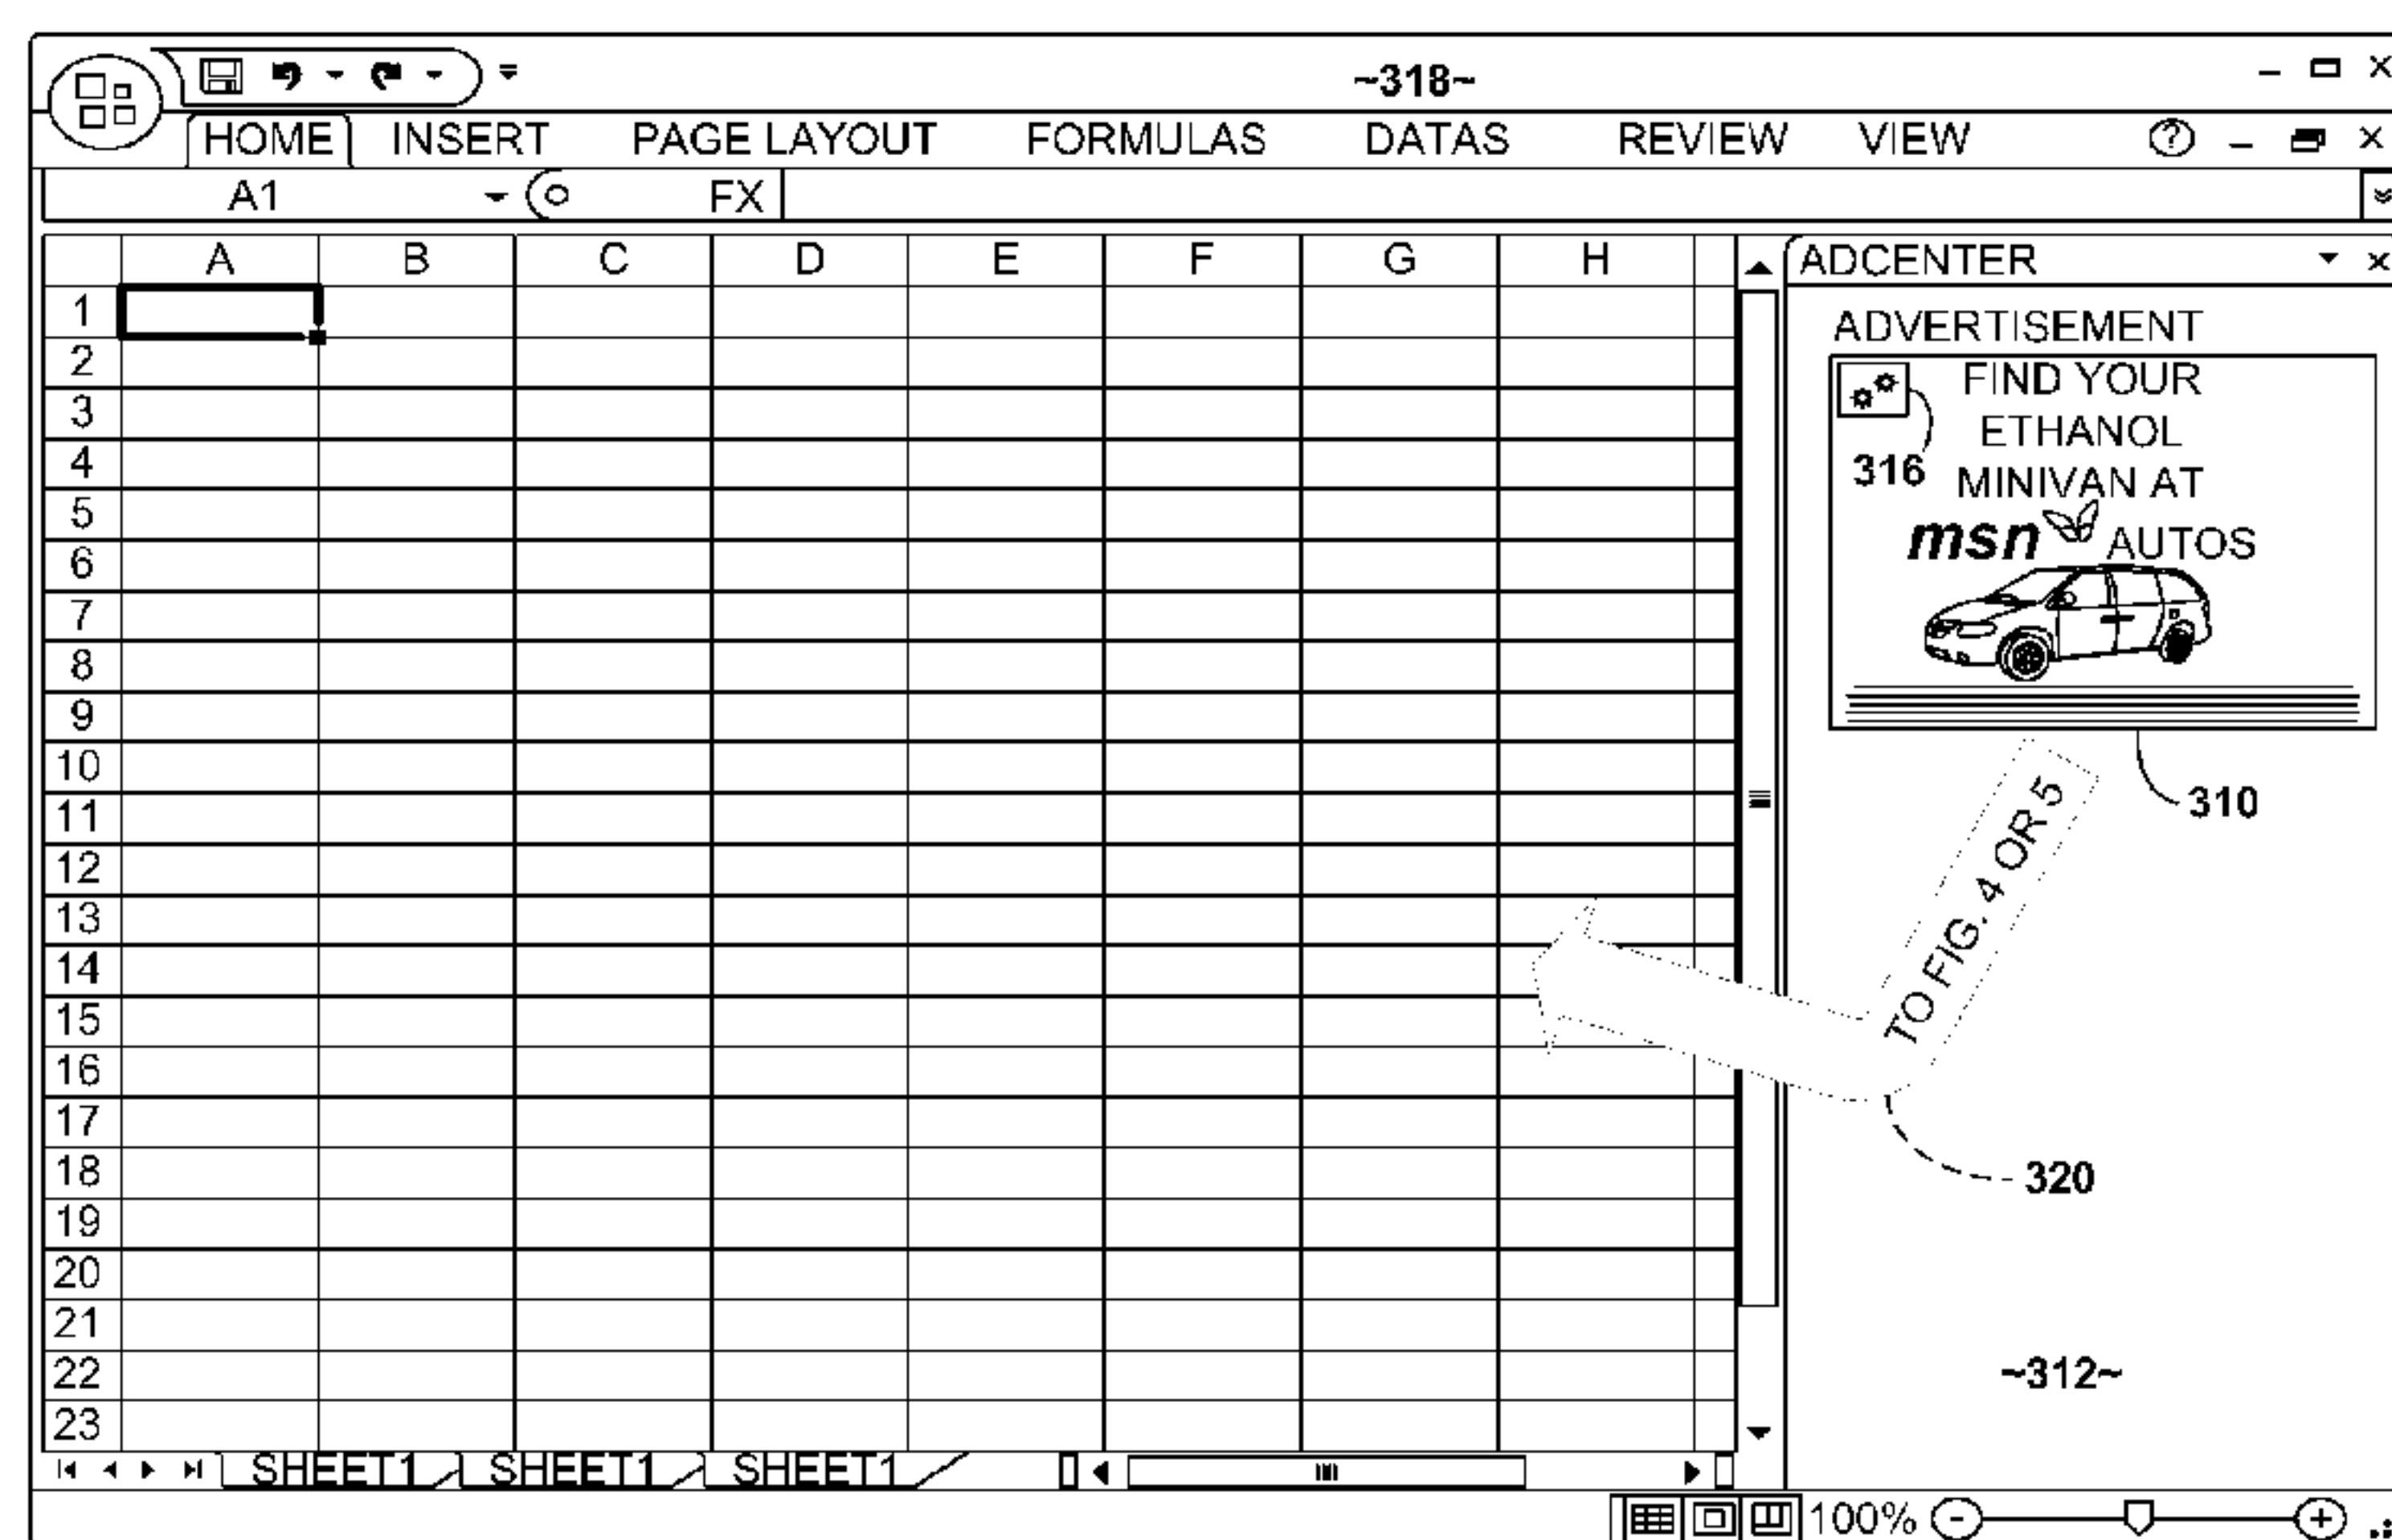 ~318~
HOME INSERT PAGE LAYOUT FORMULAS DATAS REVIEW VIEW ?
A1 FX
A B C D E F G H
1
2
3
4
5
6
7
8
9
10
11
12
13
14
15
16
17
18
19
20
21
22
23
ADCENTER
ADVERTISEMENT
FIND YOUR
ETHANOL
MINIVAN AT
msn AUTOS
316
310
TO FIG. 4 OR 5
320
~312~
SHEET1 SHEET1 SHEET1
100%